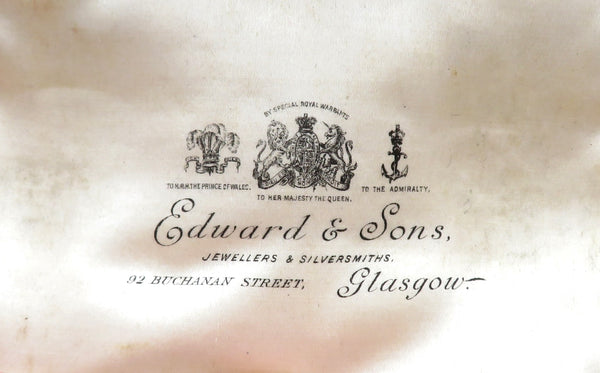 BY SPECIAL ROYAL WARRANTS
TO H.R.H. THE PRINCE OF WALES.
TO HER MAJESTY THE QUEEN.
TO THE ADMIRALTY.
Edward & Sons,
JEWELLERS & SILVERSMITHS.
92 BUCHANAN STREET, Glasgow.